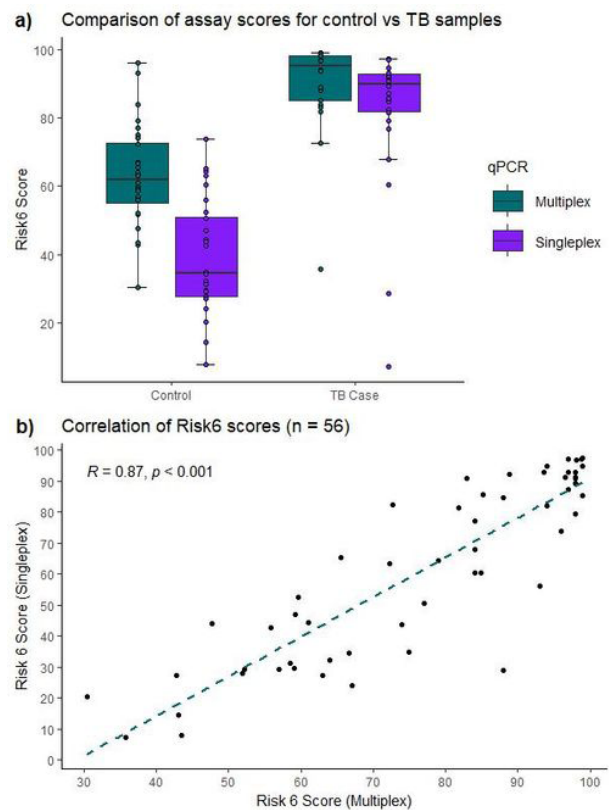 a) Comparison of assay scores for control vs TB samples
100
80
60
40
20
Risk6 Score
Control
TB Case
qPCR
Multiplex
Singleplex
b) Correlation of Risk6 scores (n = 56)
R = 0.87, p < 0.001
100
90
80
70
60
50
40
30
20
10
0
Risk 6 Score (Singleplex)
30 40 50 60 70 80 90 100
Risk 6 Score (Multiplex)